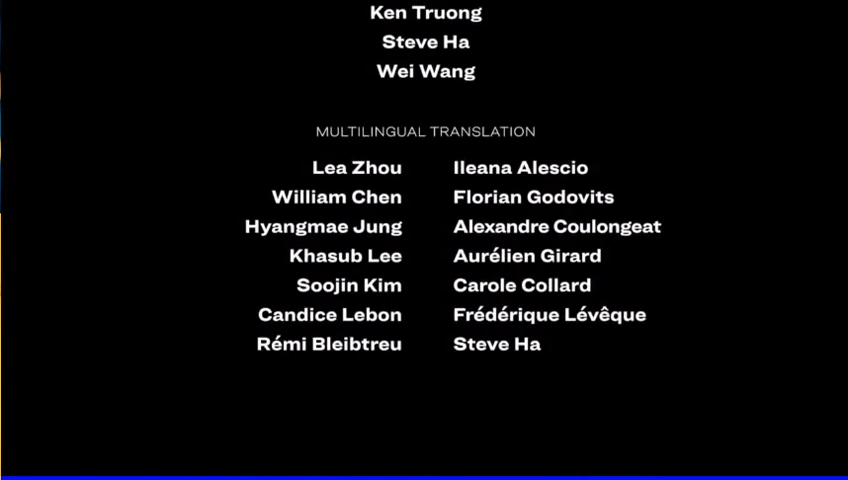 Ken Truong
Steve Ha
Wei Wang
MULTILINGUAL TRANSLATION
Lea Zhou Ileana Alescio
William Chen Florian Godovits
Hyangmae Jung Alexandre Coulongeat
Khasub Lee Aurélien Girard
Soojin Kim Carole Collard
Candice Lebon Frédérique Lévêque
Rémi Bleibtreu Steve Ha